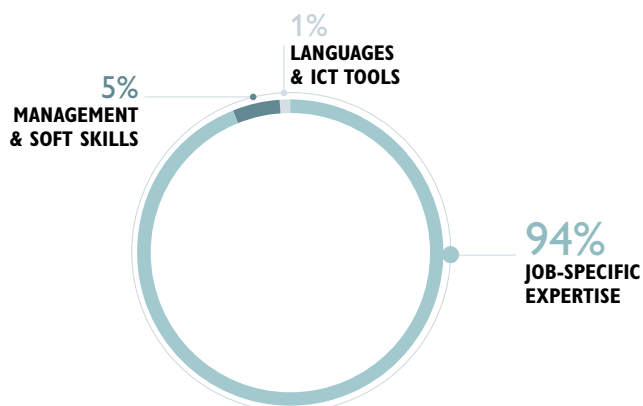 1%
LANGUAGES
& ICT TOOLS
5%
MANAGEMENT
& SOFT SKILLS
94%
JOB-SPECIFIC
EXPERTISE